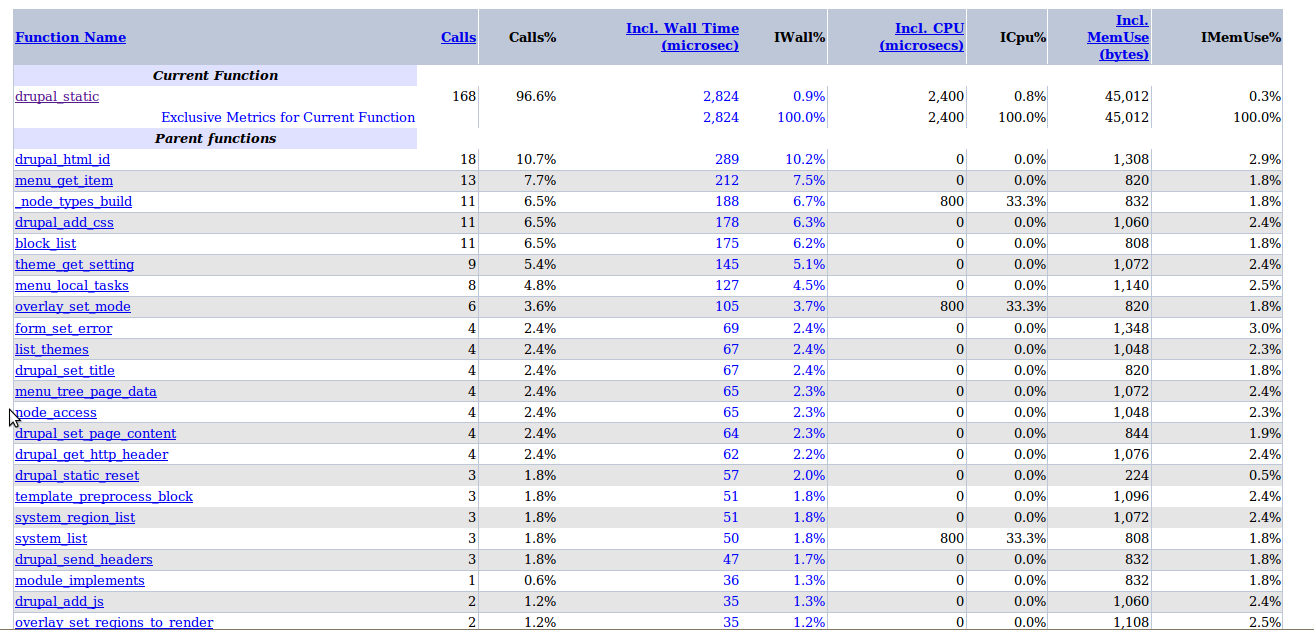 Function Name Calls Calls% Incl. Wall Time (microsec) IWall% Incl. CPU (microsecs) ICpu% Incl. MemUse (bytes) IMemUse%
Current Function
drupal_static 168 96.6% 2,824 0.9% 2,400 0.8% 45,012 0.3%
Exclusive Metrics for Current Function 2,824 100.0% 2,400 100.0% 45,012 100.0%
Parent functions
drupal_html_id 18 10.7% 289 10.2% 0 0.0% 1,308 2.9%
menu_get_item 13 7.7% 212 7.5% 0 0.0% 820 1.8%
_node_types_build 11 6.5% 188 6.7% 800 33.3% 832 1.8%
drupal_add_css 11 6.5% 178 6.3% 0 0.0% 1,060 2.4%
block_list 11 6.5% 175 6.2% 0 0.0% 808 1.8%
theme_get_setting 9 5.4% 145 5.1% 0 0.0% 1,072 2.4%
menu_local_tasks 8 4.8% 127 4.5% 0 0.0% 1,140 2.5%
overlay_set_mode 6 3.6% 105 3.7% 800 33.3% 820 1.8%
form_set_error 4 2.4% 69 2.4% 0 0.0% 1,348 3.0%
list_themes 4 2.4% 67 2.4% 0 0.0% 1,048 2.3%
drupal_set_title 4 2.4% 67 2.4% 0 0.0% 820 1.8%
menu_tree_page_data 4 2.4% 65 2.3% 0 0.0% 1,072 2.4%
node_access 4 2.4% 65 2.3% 0 0.0% 1,048 2.3%
drupal_set_page_content 4 2.4% 64 2.3% 0 0.0% 844 1.9%
drupal_get_http_header 4 2.4% 62 2.2% 0 0.0% 1,076 2.4%
drupal_static_reset 3 1.8% 57 2.0% 0 0.0% 224 0.5%
template_preprocess_block 3 1.8% 51 1.8% 0 0.0% 1,096 2.4%
system_region_list 3 1.8% 51 1.8% 0 0.0% 1,072 2.4%
system_list 3 1.8% 50 1.8% 800 33.3% 808 1.8%
drupal_send_headers 3 1.8% 47 1.7% 0 0.0% 832 1.8%
module_implements 1 0.6% 36 1.3% 0 0.0% 832 1.8%
drupal_add_js 2 1.2% 35 1.3% 0 0.0% 1,060 2.4%
overlay_set_regions_to_render 2 1.2% 35 1.2% 0 0.0% 1,108 2.5%